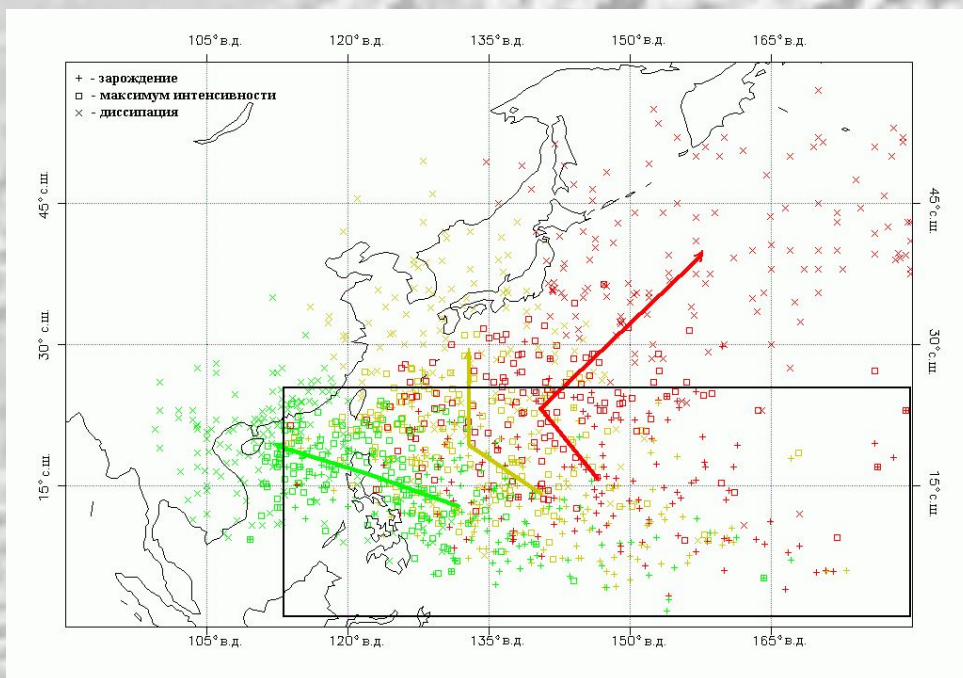 105° в.д. 120° в.д. 135° в.д. 150° в.д. 165° в.д.
+ - зарождение
□ - максимум интенсивности
× - диссипация
45° с.ш. 45° с.ш.
30° с.ш. 30° с.ш.
15° с.ш. 15° с.ш.
105° в.д. 120° в.д. 135° в.д. 150° в.д. 165° в.д.